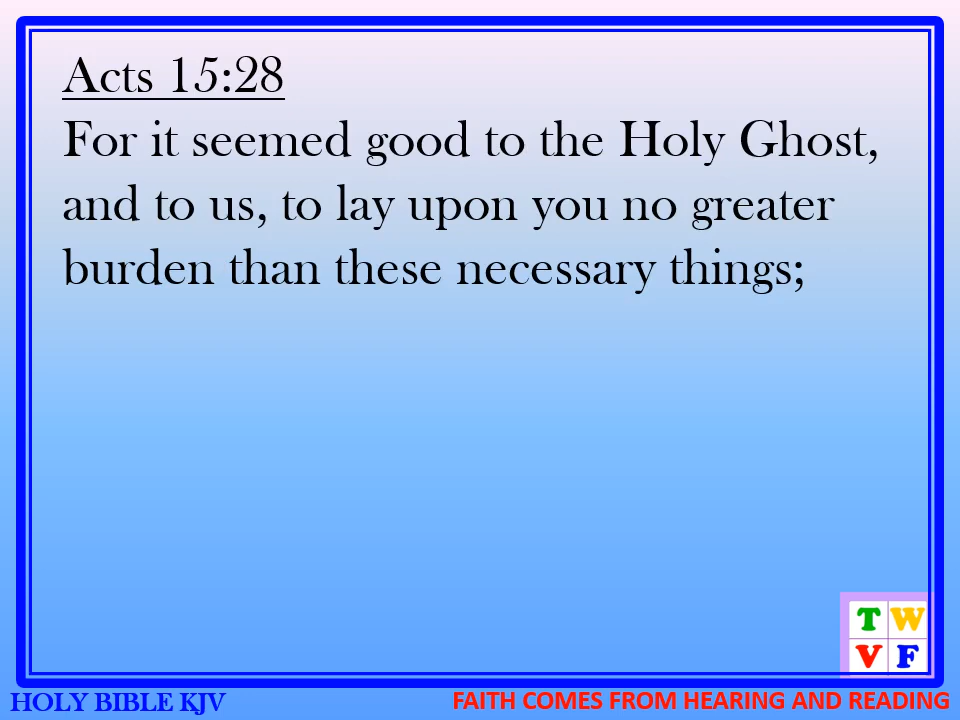 Acts 15:28
For it seemed good to the Holy Ghost,
and to us, to lay upon you no greater
burden than these necessary things;
T W
V F
HOLY BIBLE KJV
FAITH COMES FROM HEARING AND READING